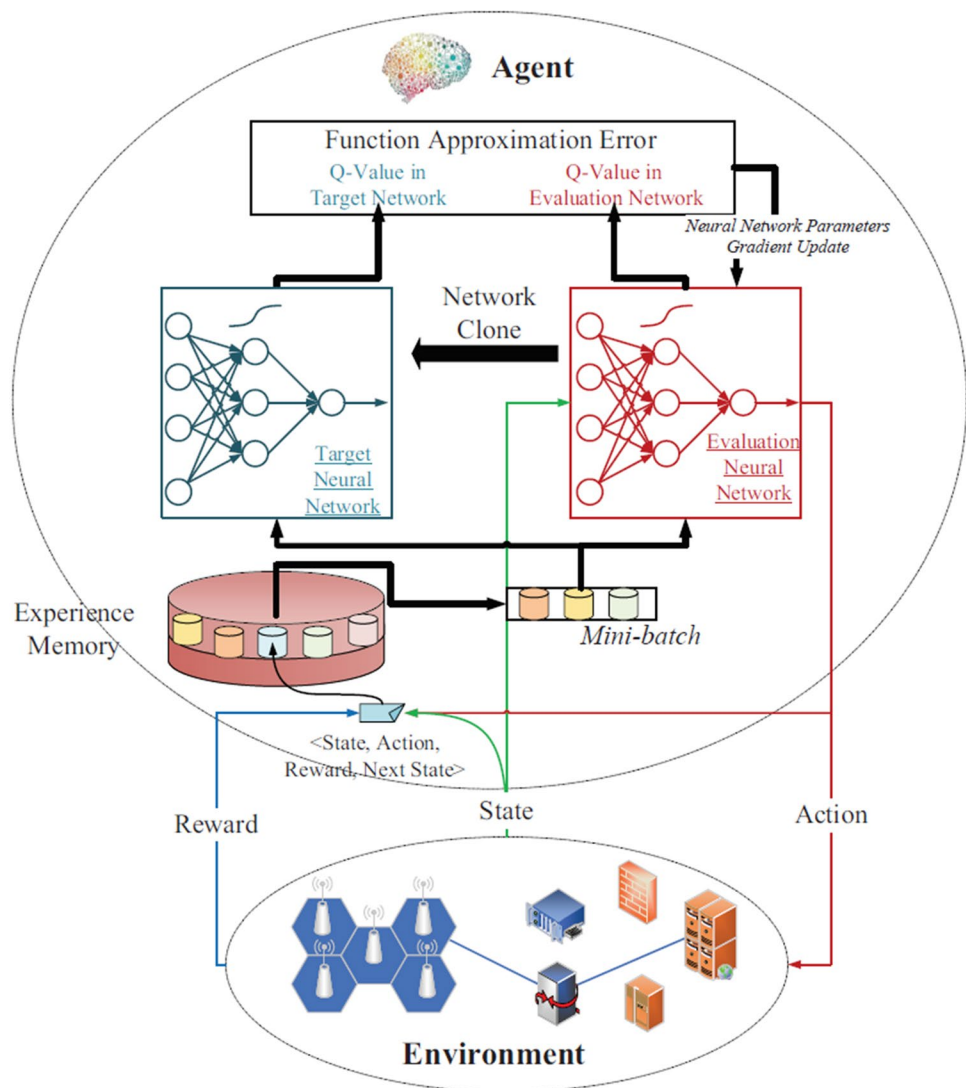 Agent
Function Approximation Error
Q-Value in
Target Network
Q-Value in
Evaluation Network
Neural Network Parameters
Gradient Update
Network
Clone
Target
Neural
Network
Evaluation
Neural
Network
Experience
Memory
Mini-batch
<State, Action,
Reward, Next State>
Reward
State
Action
Environment